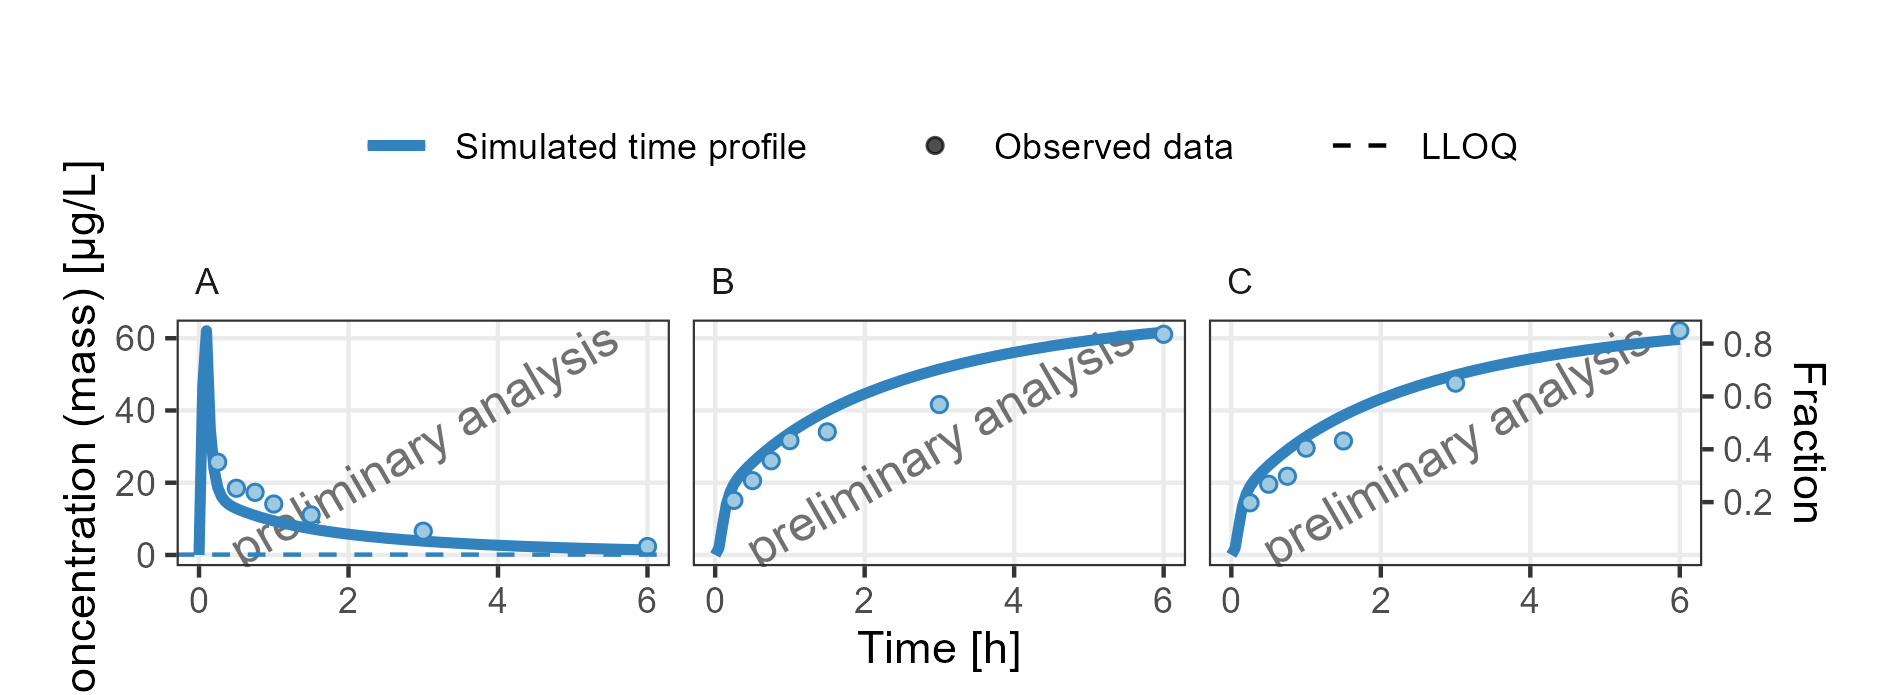 Simulated time profile
Observed data
LLOQ
oncentration (mass) [µg/L]
A
B
C
60
40
20
0
preliminary analysis
preliminary analysis
preliminary analysis
0.8
0.6
0.4
0.2
Fraction
0 2 4 6
0 2 4 6
0 2 4 6
Time [h]